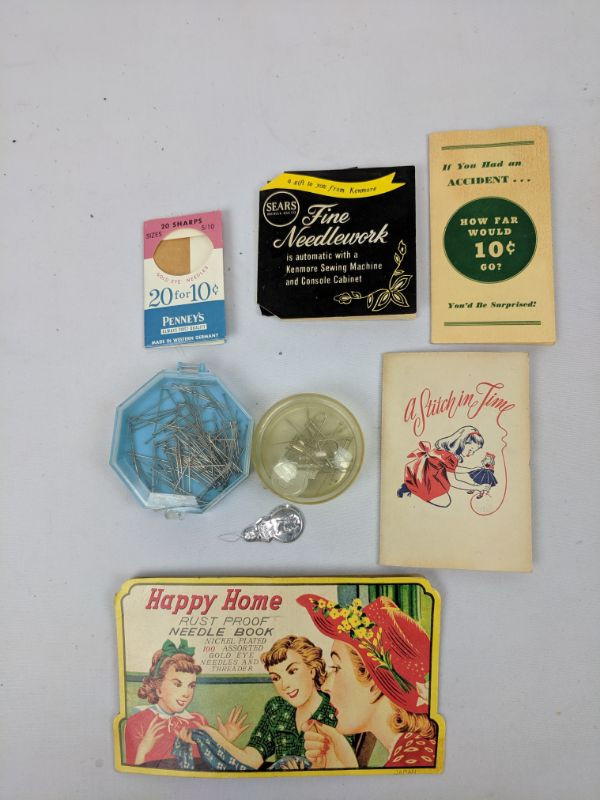 20 SHARPS
SIZES 5/10
GOLD EYE NEEDLES
20 for 10¢
PENNEY'S
ALWAYS FIRST QUALITY
MADE IN WESTERN GERMANY
a gift to you from Kenmore
SEARS
Fine
Needlework
is automatic with a
Kenmore Sewing Machine
and Console Cabinet
If You Had an
ACCIDENT...
HOW FAR
WOULD
10¢
GO?
You'd Be Surprised!
A Stitch in Time
Happy Home
RUST PROOF
NEEDLE BOOK
NICKEL PLATED
100 ASSORTED
GOLD EYE
NEEDLES AND
THREADER
JAPAN